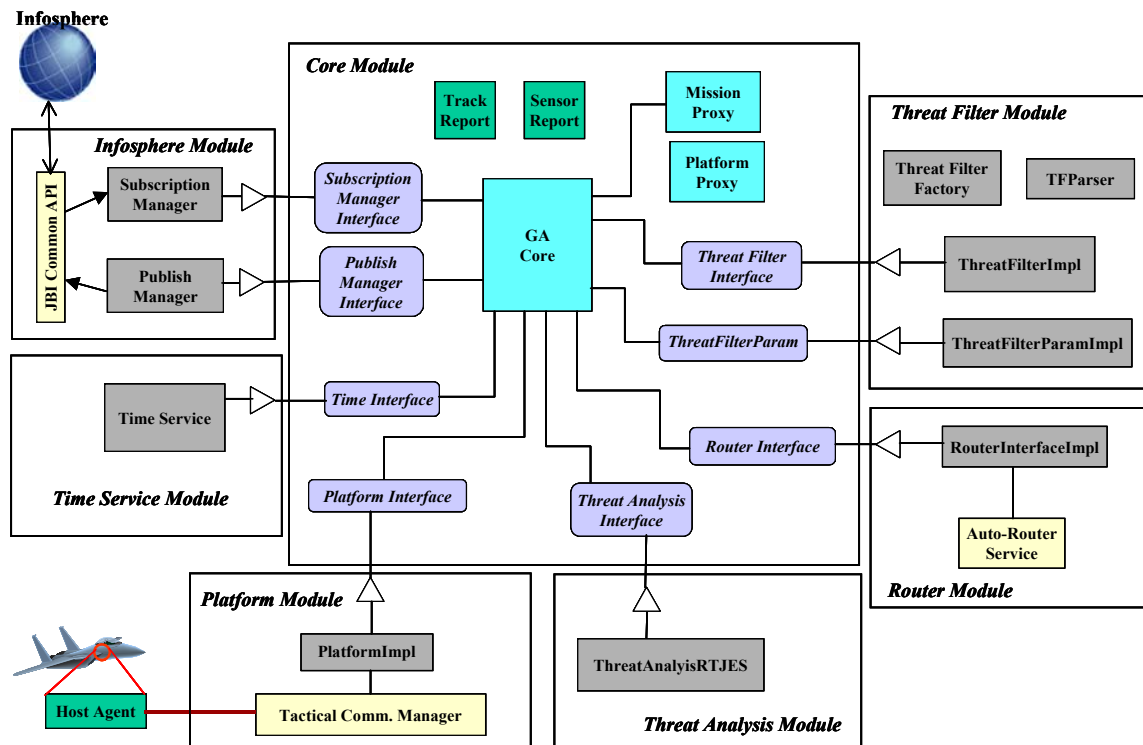 Infosphere
Core Module
Track
Report
Sensor
Report
Mission
Proxy
Platform
Proxy
Infosphere Module
JBI Common API
Subscription
Manager
Publish
Manager
Subscription
Manager
Interface
Publish
Manager
Interface
GA
Core
Threat Filter
Interface
ThreatFilterParam
Time Interface
Router Interface
Platform Interface
Threat Analysis
Interface
Threat Filter Module
Threat Filter
Factory
TFParser
ThreatFilterImpl
ThreatFilterParamImpl
Time Service
Time Service Module
RouterInterfaceImpl
Auto-Router
Service
Router Module
Platform Module
PlatformImpl
Tactical Comm. Manager
Host Agent
ThreatAnalyisRTJES
Threat Analysis Module